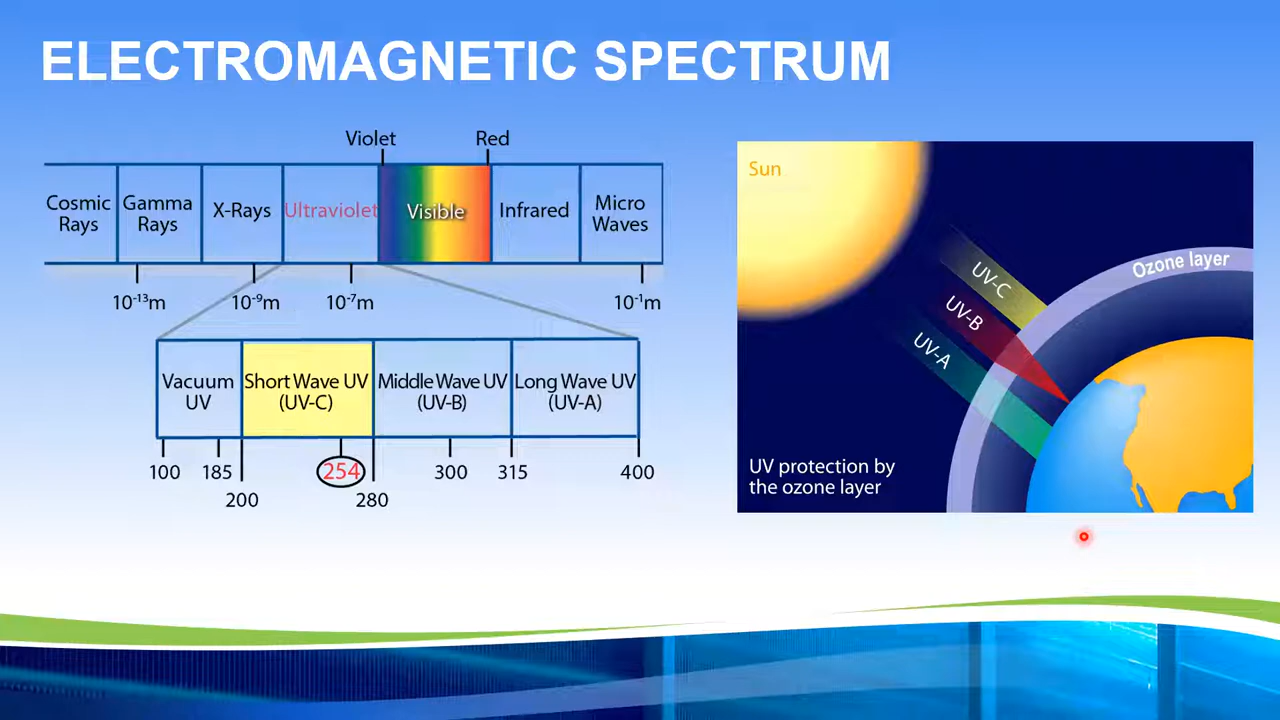 ELECTROMAGNETIC SPECTRUM
Violet Red
Cosmic
Rays
Gamma
Rays
X-Rays
Ultraviolet
Visible
Infrared
Micro
Waves
10⁻¹³m 10⁻⁹m 10⁻⁷m 10⁻¹m
Vacuum
UV
Short Wave UV
(UV-C)
Middle Wave UV
(UV-B)
Long Wave UV
(UV-A)
100 185 254 300 315 400
200 280
Sun
Ozone layer
UV-C
UV-B
UV-A
UV protection by
the ozone layer